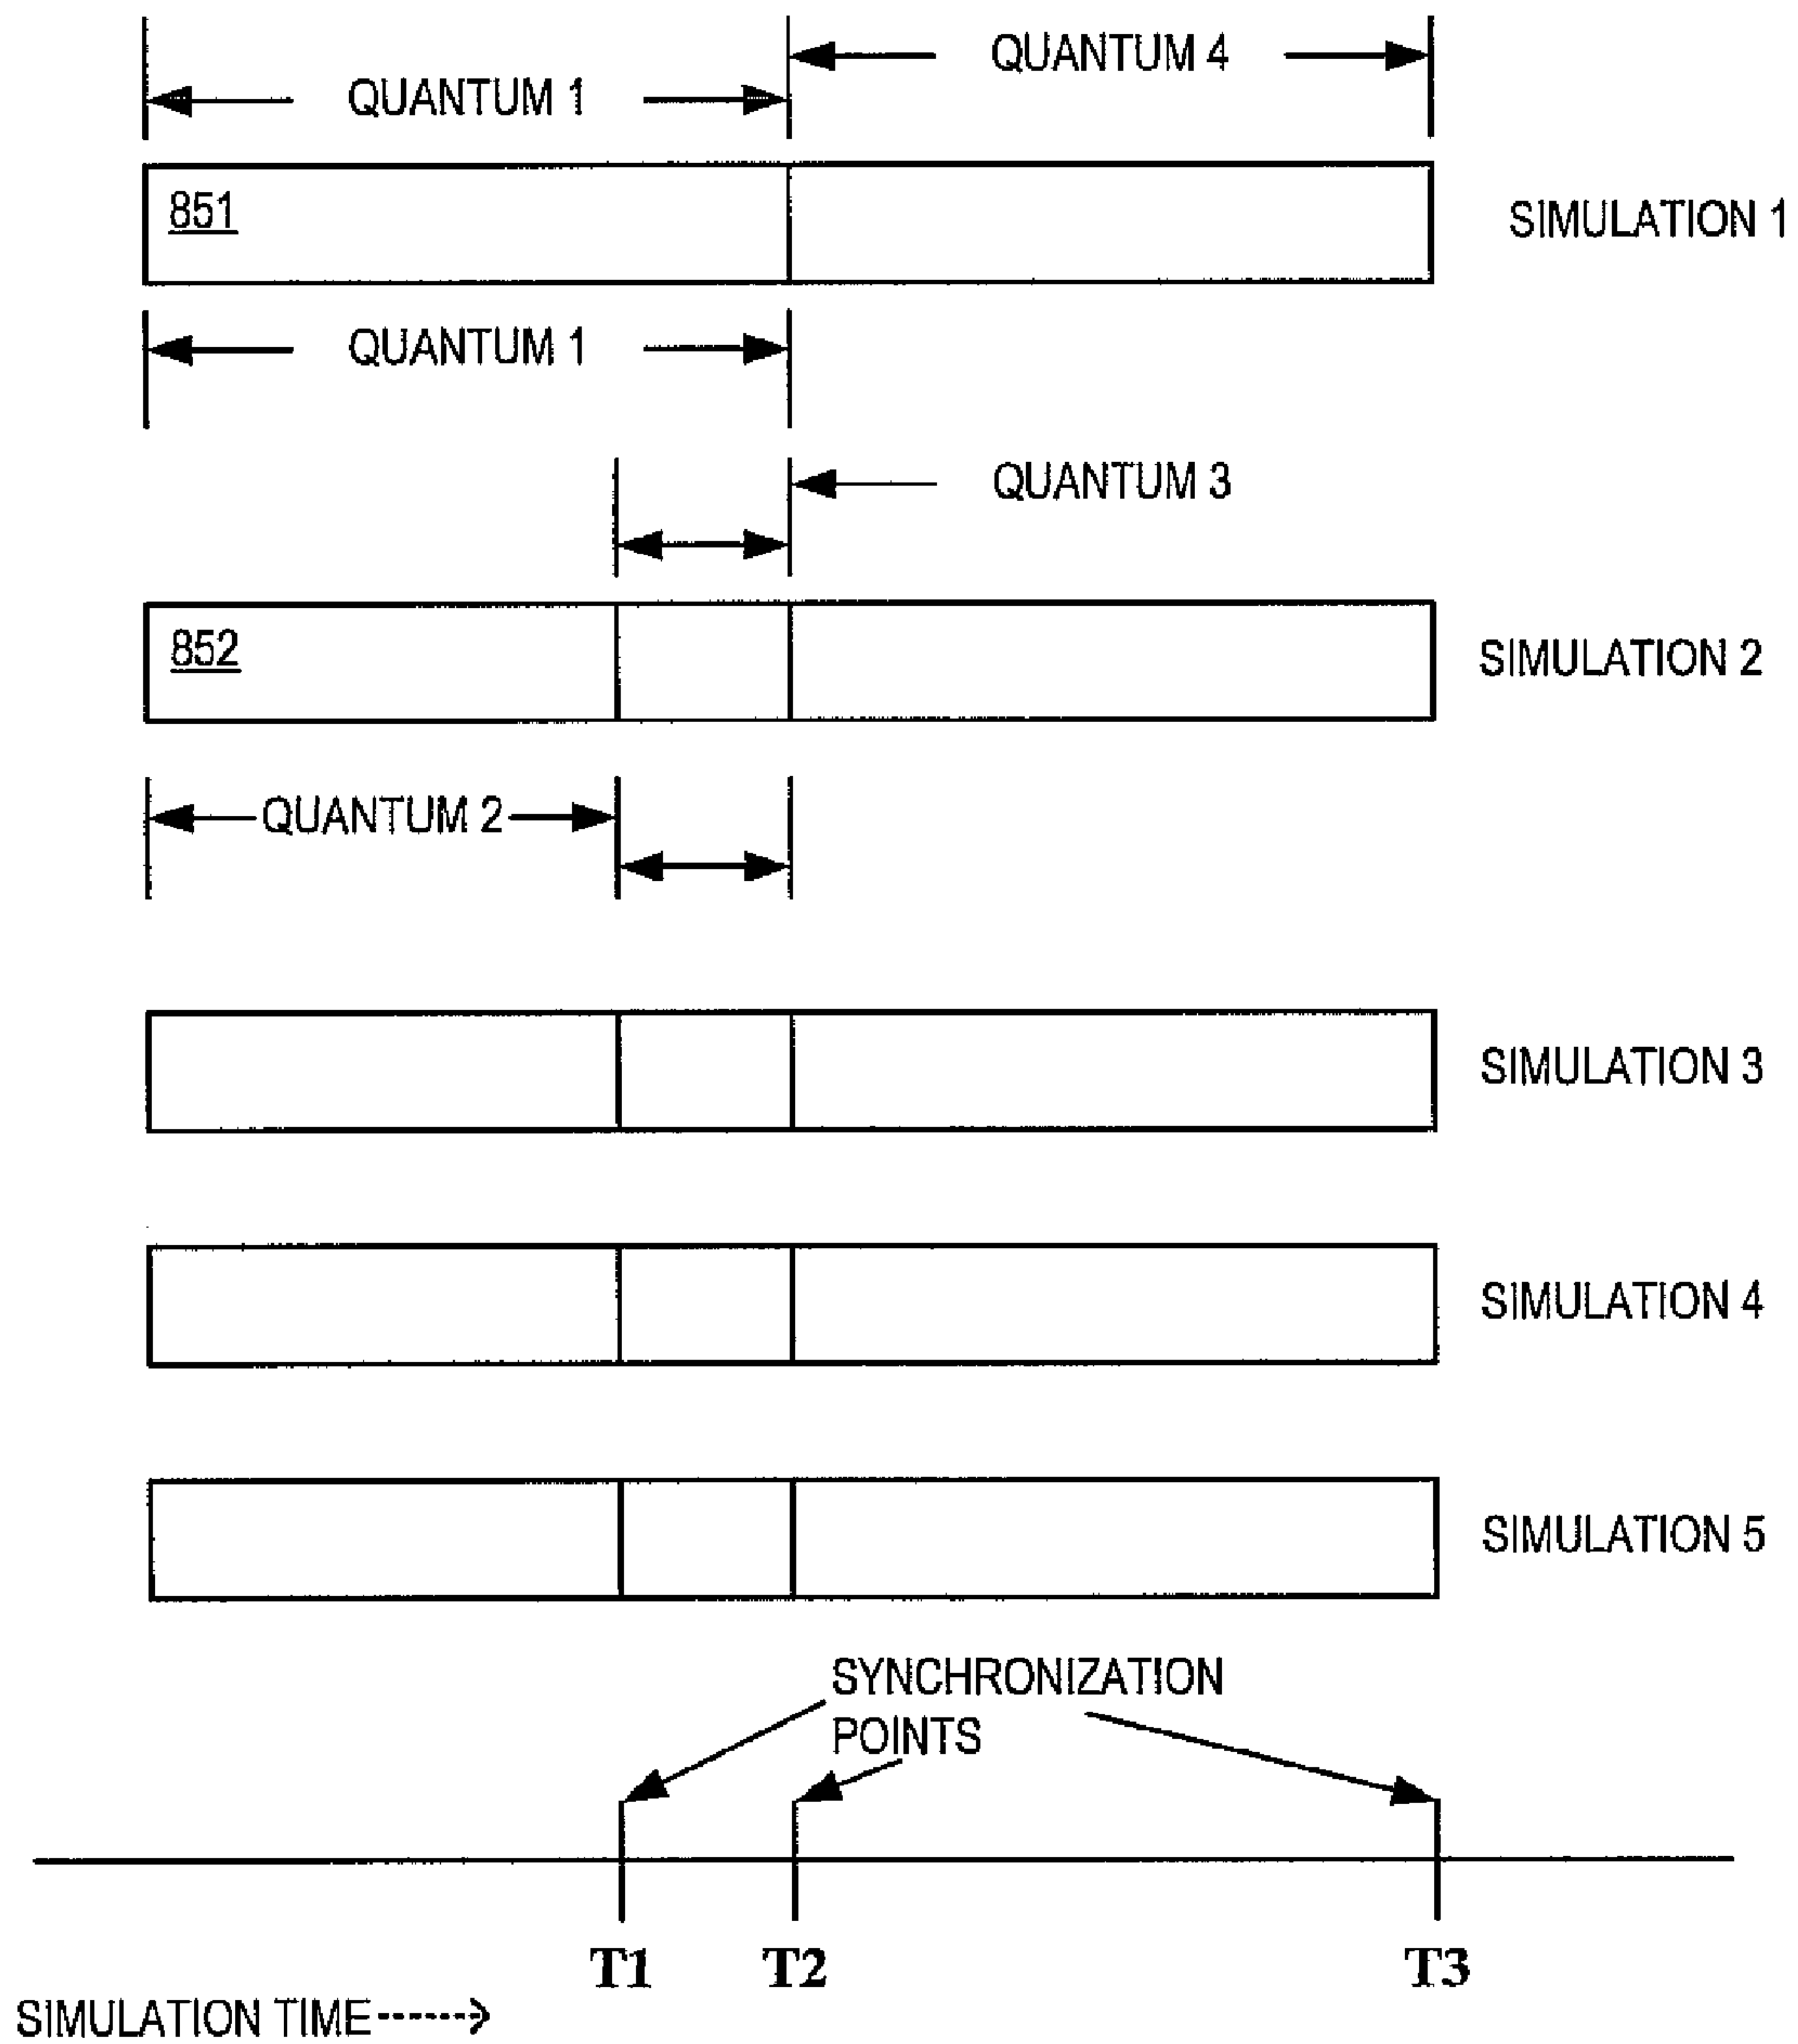 QUANTUM 4
QUANTUM 1
851
SIMULATION 1
QUANTUM 1
QUANTUM 3
852
SIMULATION 2
QUANTUM 2
SIMULATION 3
SIMULATION 4
SIMULATION 5
SYNCHRONIZATION
POINTS
T1
T2
T3
SIMULATION TIME